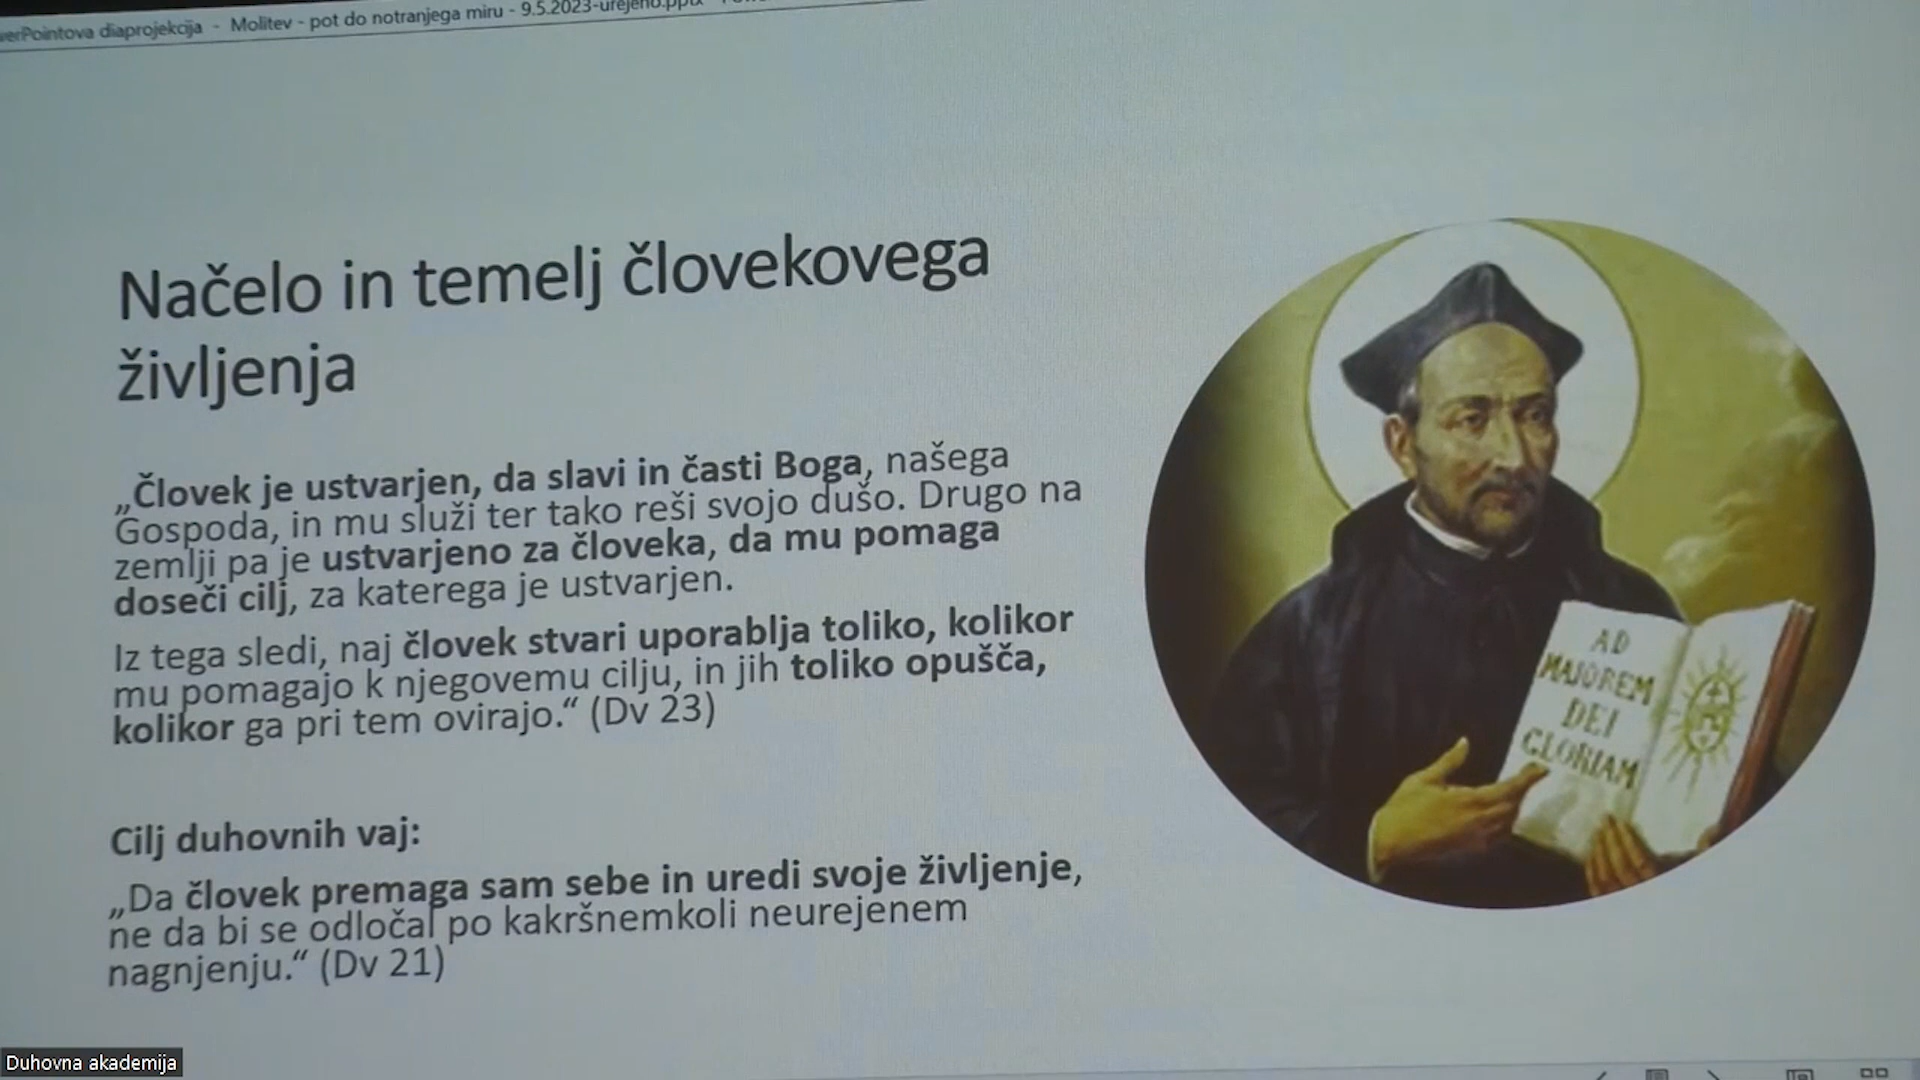 diaprojekcija - Molitev - pot do notranjega miru - 9.5.2023-urejeno.pptx
Načelo in temelj človekovega
življenja
„Človek je ustvarjen, da slavi in časti Boga, našega
Gospoda, in mu služi ter tako reši svojo dušo. Drugo na
zemlji pa je ustvarjeno za človeka, da mu pomaga
doseči cilj, za katerega je ustvarjen.
Iz tega sledi, naj človek stvari uporablja toliko, kolikor
mu pomagajo k njegovemu cilju, in jih toliko opušča,
kolikor ga pri tem ovirajo.“ (Dv 23)
Cilj duhovnih vaj:
„Da človek premaga sam sebe in uredi svoje življenje,
ne da bi se odločal po kakršnemkoli neurejenem
nagnjenju.“ (Dv 21)
AD
MAJOREM
DEI
GLORIAM
Duhovna akademija